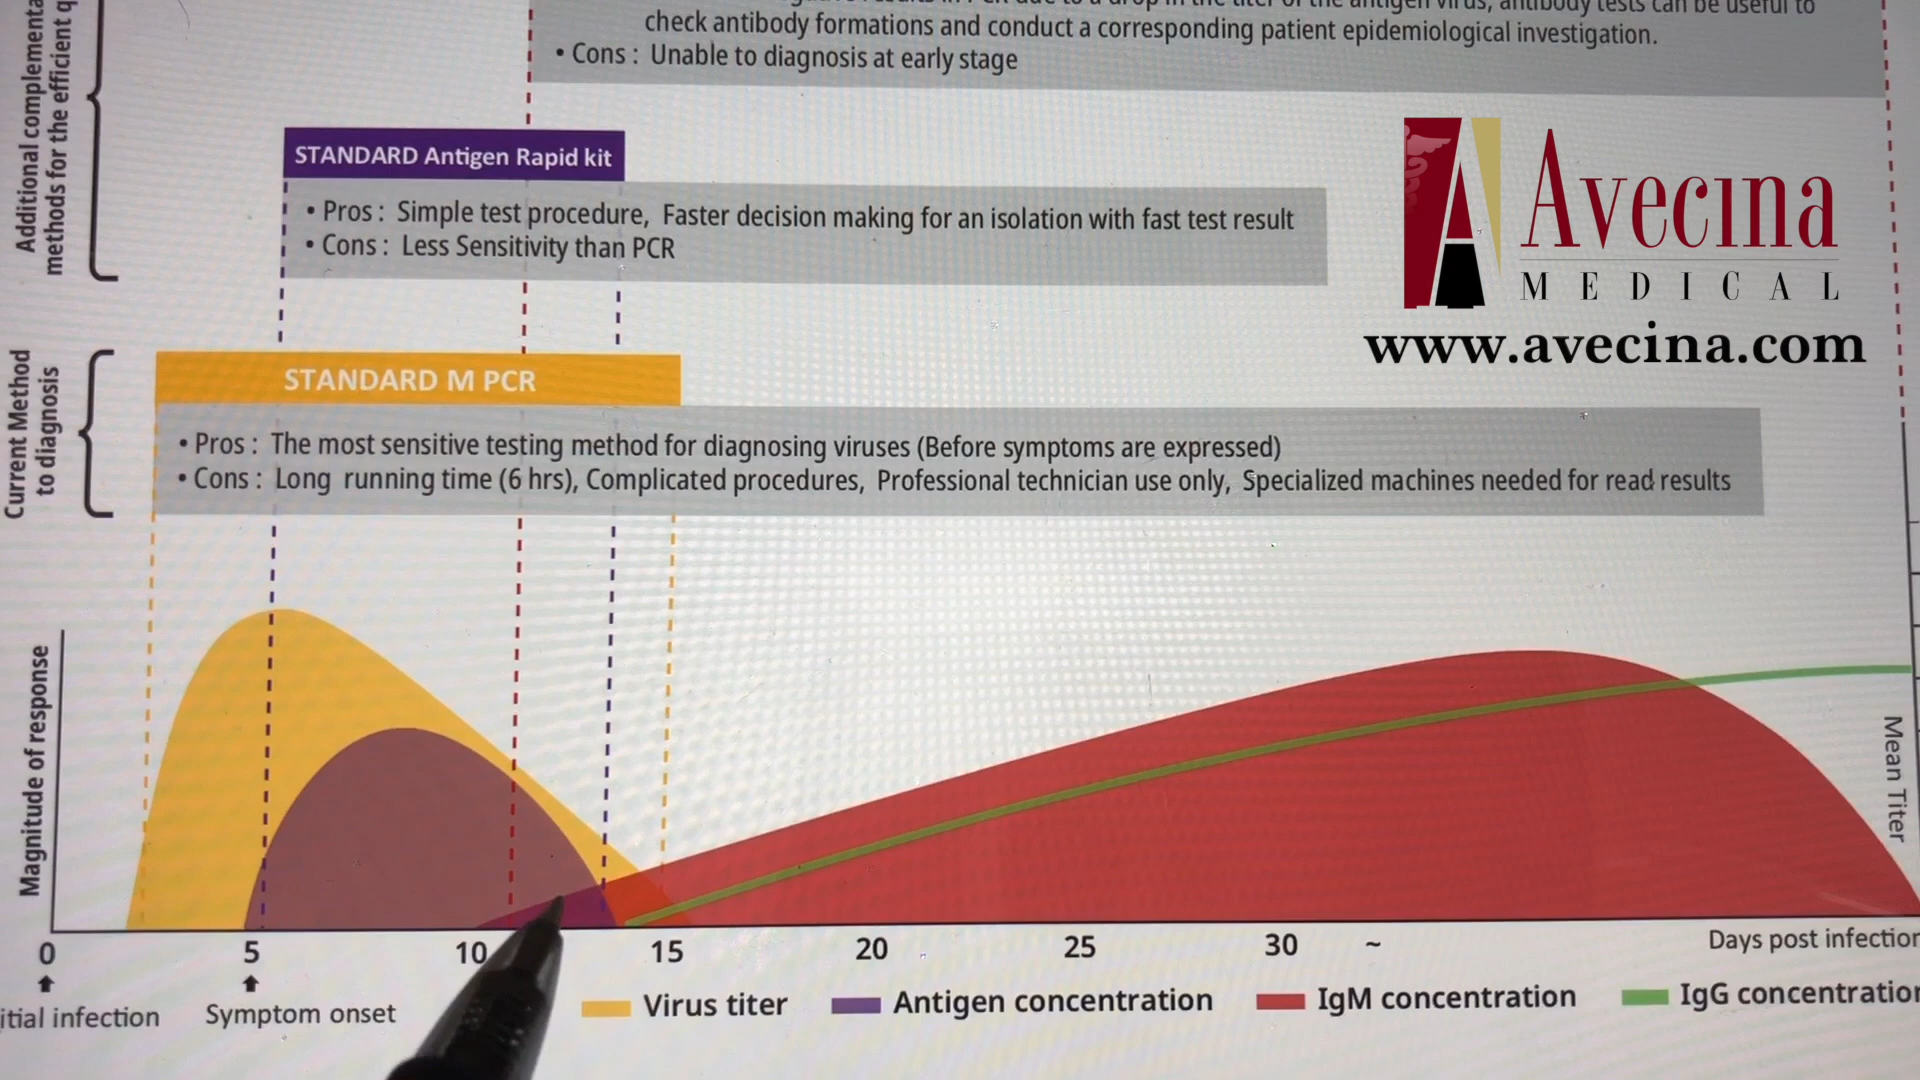 check antibody formations and conduct a corresponding patient epidemiological investigation.
• Cons : Unable to diagnosis at early stage
Additional complementa
methods for the efficient q
STANDARD Antigen Rapid kit
• Pros : Simple test procedure, Faster decision making for an isolation with fast test result
• Cons : Less Sensitivity than PCR
Avecina
MEDICAL
www.avecina.com
Current Method
to diagnosis
STANDARD M PCR
• Pros : The most sensitive testing method for diagnosing viruses (Before symptoms are expressed)
• Cons : Long running time (6 hrs), Complicated procedures, Professional technician use only, Specialized machines needed for read results
Magnitude of response
Mean Titer
0 5 10 15 20 25 30 ~ Days post infection
itial infection
Symptom onset
Virus titer
Antigen concentration
IgM concentration
IgG concentration